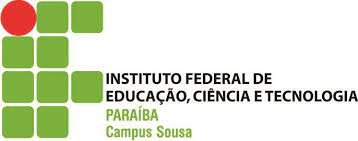 INSTITUTO FEDERAL DE
EDUCAÇÃO, CIÊNCIA E TECNOLOGIA
PARAÍBA
Campus Sousa